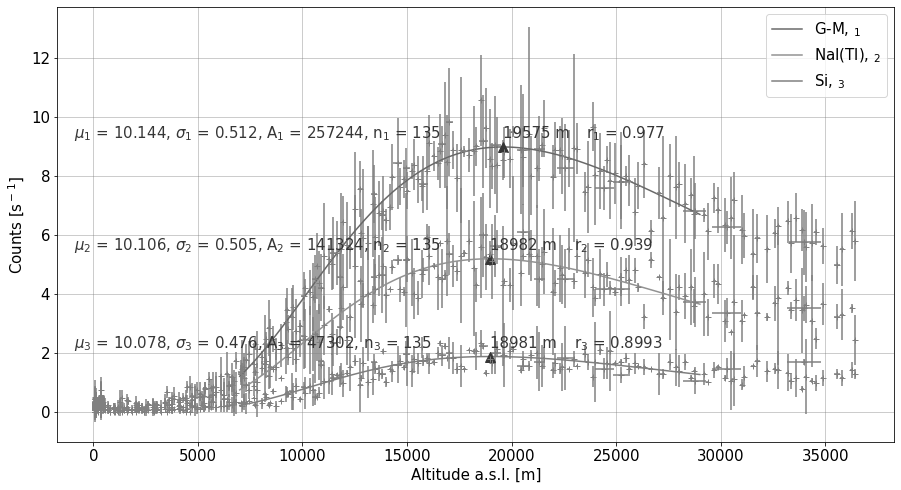 G-M, 1
NaI(Tl), 2
Si, 3
12
10
8
6
4
2
0
Counts [s⁻¹]
μ₁ = 10.144, σ₁ = 0.512, A₁ = 257244, n₁ = 135
19575 m r₁ = 0.977
μ₂ = 10.106, σ₂ = 0.505, A₂ = 141324, n₂ = 135
18982 m r₂ = 0.939
μ₃ = 10.078, σ₃ = 0.476, A₃ = 47302, n₃ = 135
18981 m r₃ = 0.8993
0 5000 10000 15000 20000 25000 30000 35000
Altitude a.s.l. [m]